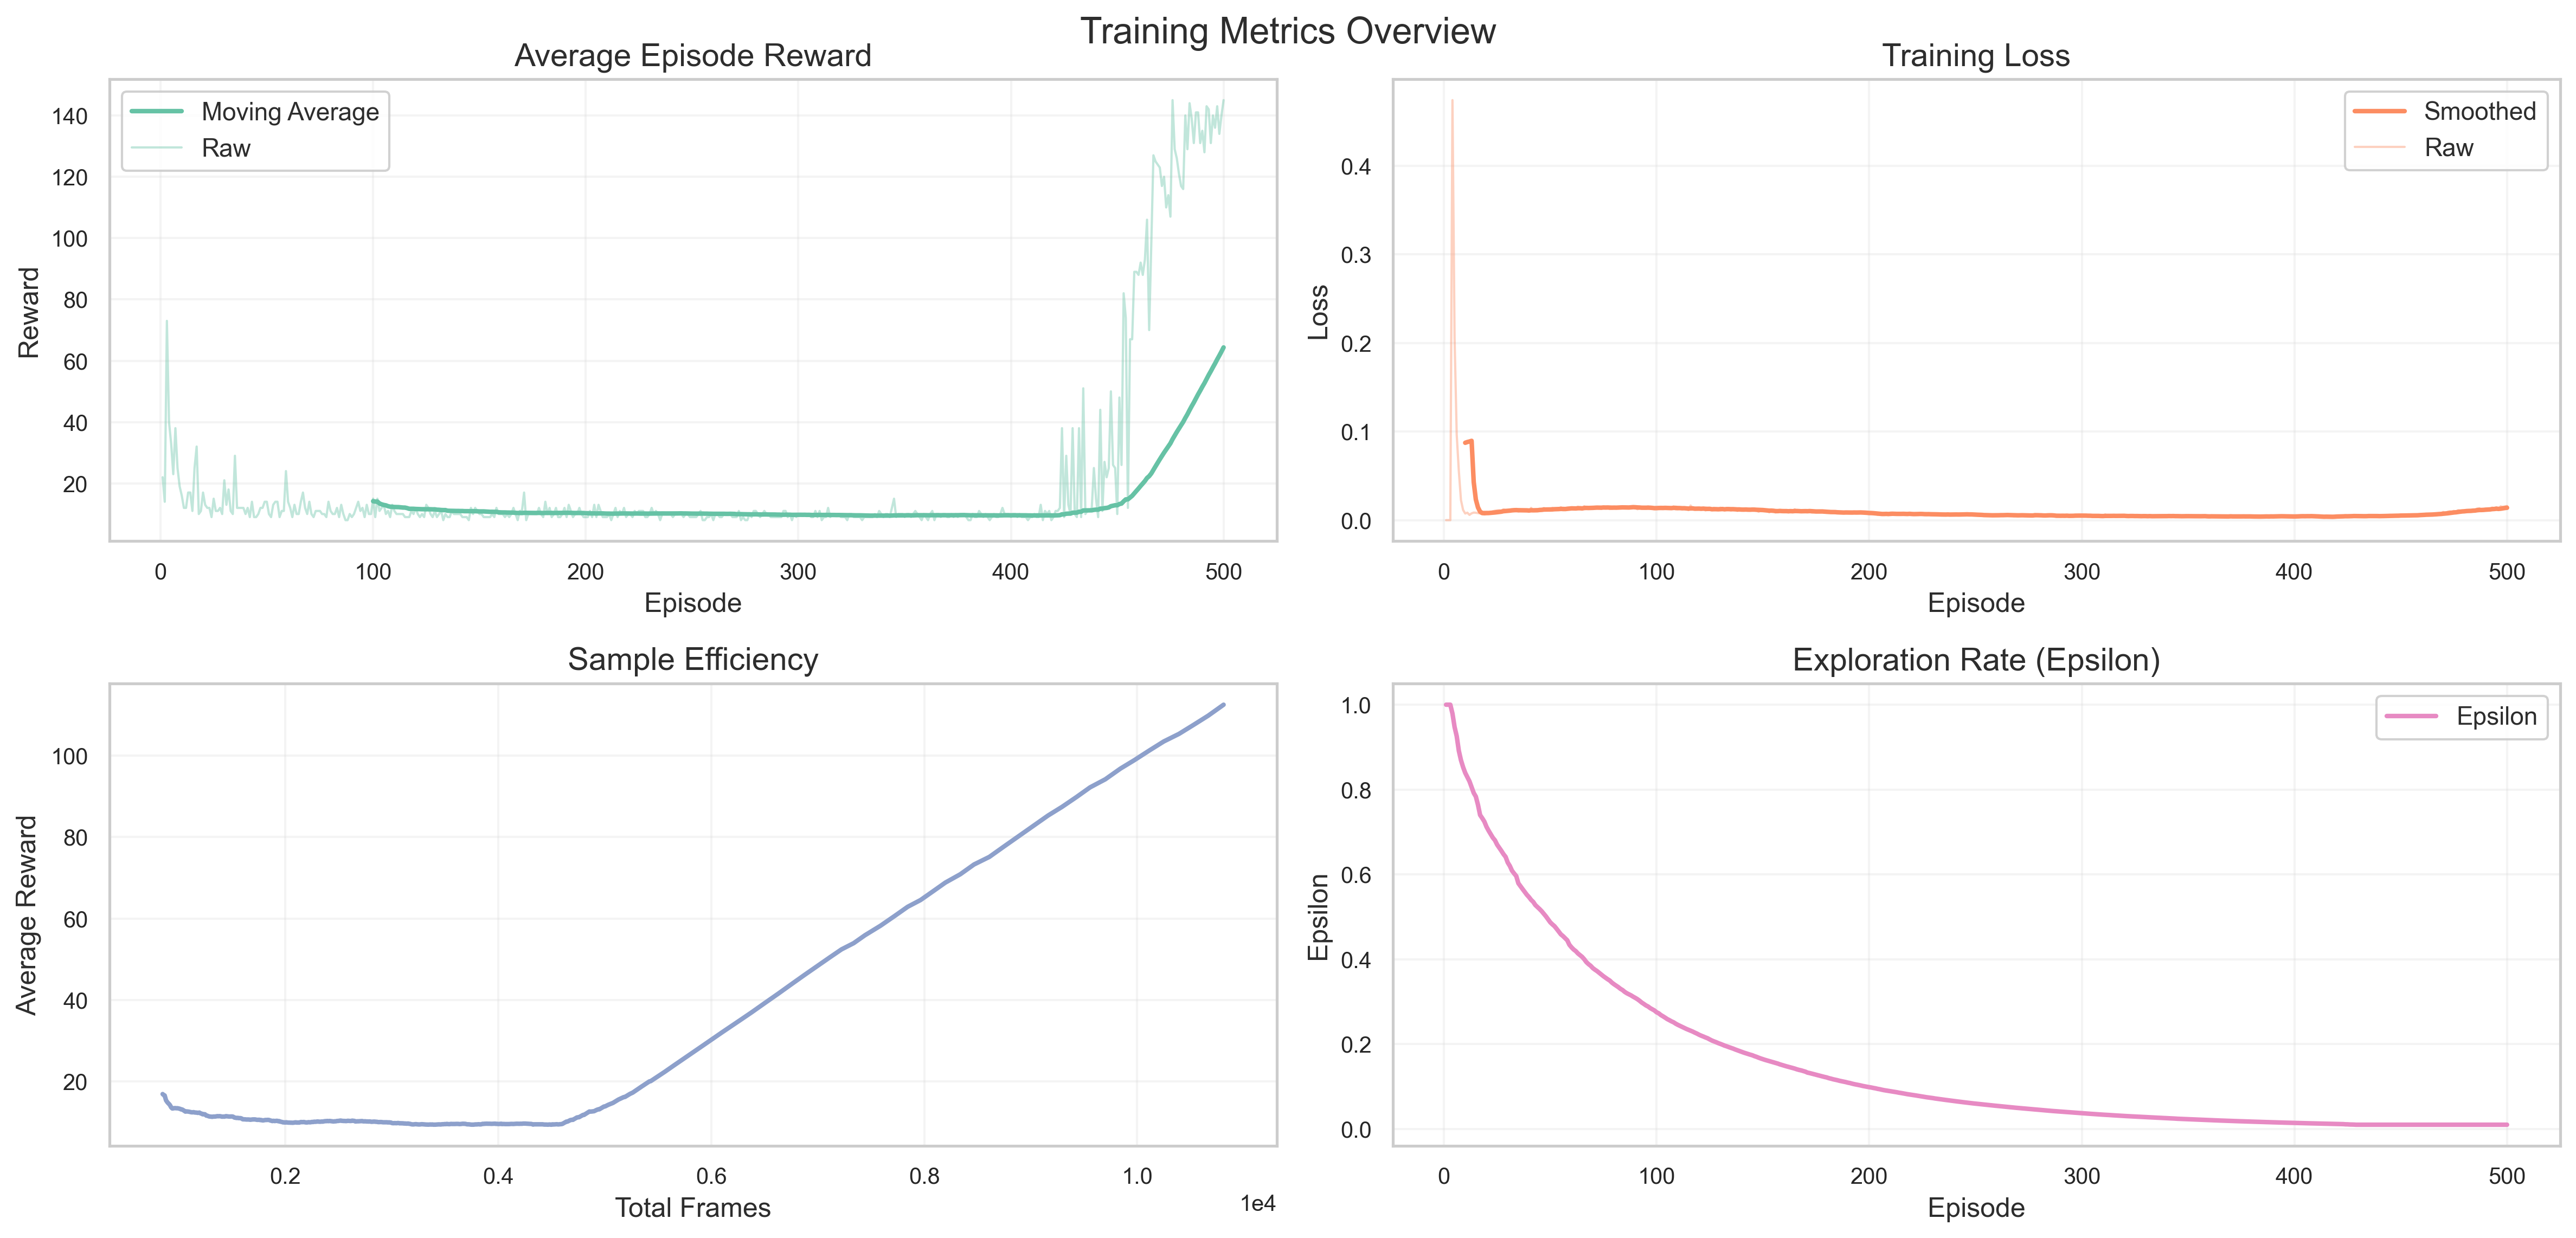 Training Metrics Overview
Average Episode Reward
Moving Average
Raw
Reward
140
120
100
80
60
40
20
0 100 200 300 400 500
Episode
Training Loss
Smoothed
Raw
Loss
0.4
0.3
0.2
0.1
0.0
0 100 200 300 400 500
Episode
Sample Efficiency
Average Reward
100
80
60
40
20
0.2 0.4 0.6 0.8 1.0
1e4
Total Frames
Exploration Rate (Epsilon)
Epsilon
Epsilon
1.0
0.8
0.6
0.4
0.2
0.0
0 100 200 300 400 500
Episode